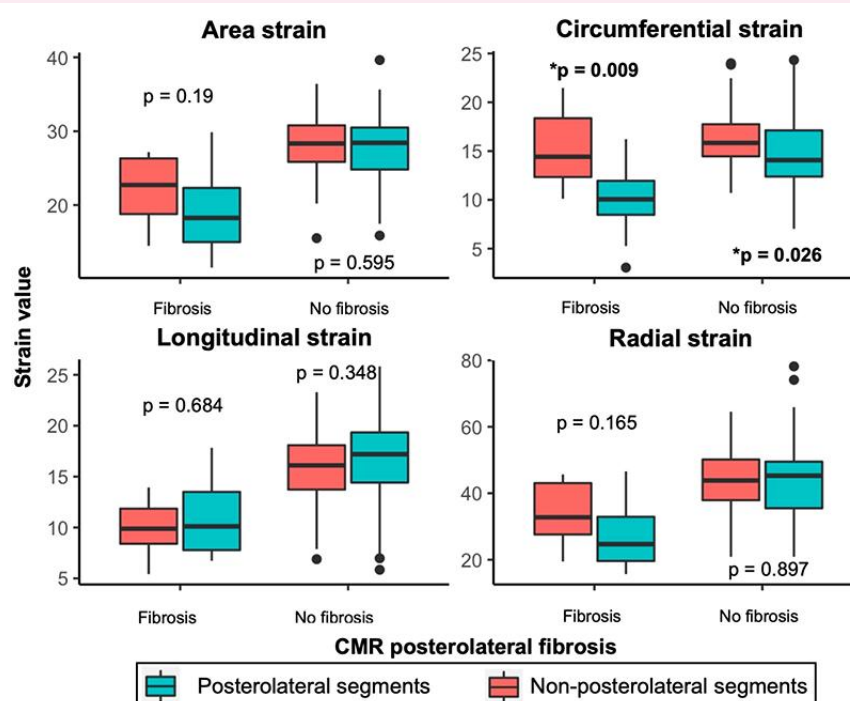 Area strain
40
30
20
p = 0.19
p = 0.595
Fibrosis
No fibrosis
Circumferential strain
25
20
15
10
5
*p = 0.009
*p = 0.026
Fibrosis
No fibrosis
Strain value
Longitudinal strain
25
20
15
10
5
p = 0.684
p = 0.348
Fibrosis
No fibrosis
Radial strain
80
60
40
20
p = 0.165
p = 0.897
Fibrosis
No fibrosis
CMR posterolateral fibrosis
Posterolateral segments
Non-posterolateral segments